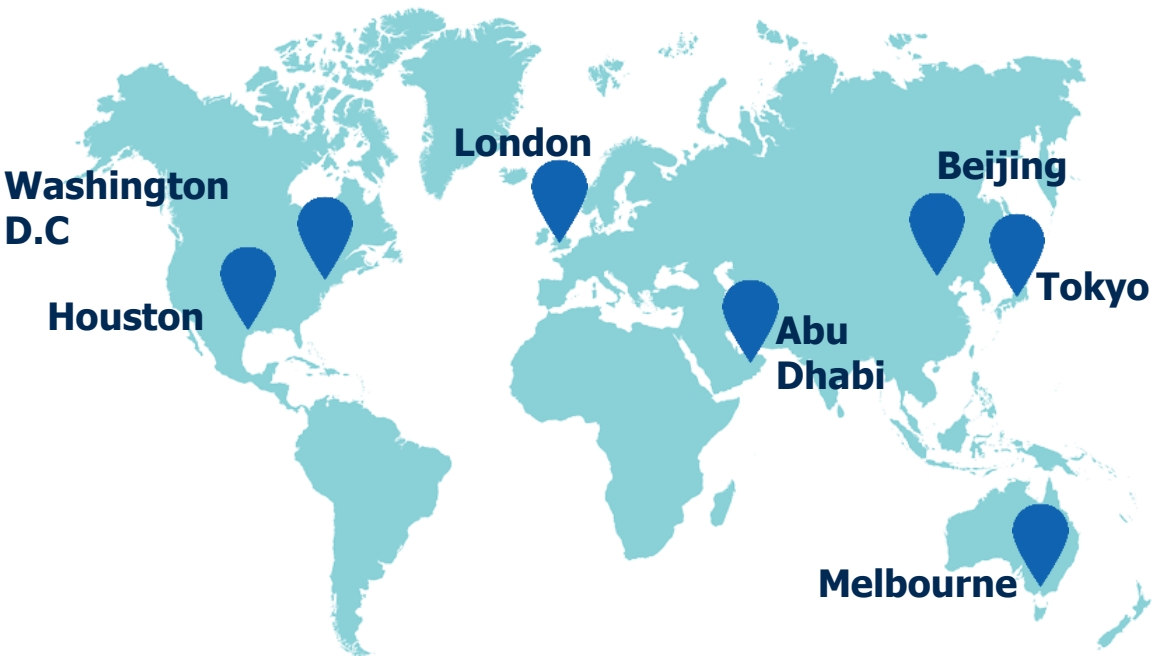 London
Beijing
Washington
D.C
Tokyo
Houston
Abu
Dhabi
Melbourne